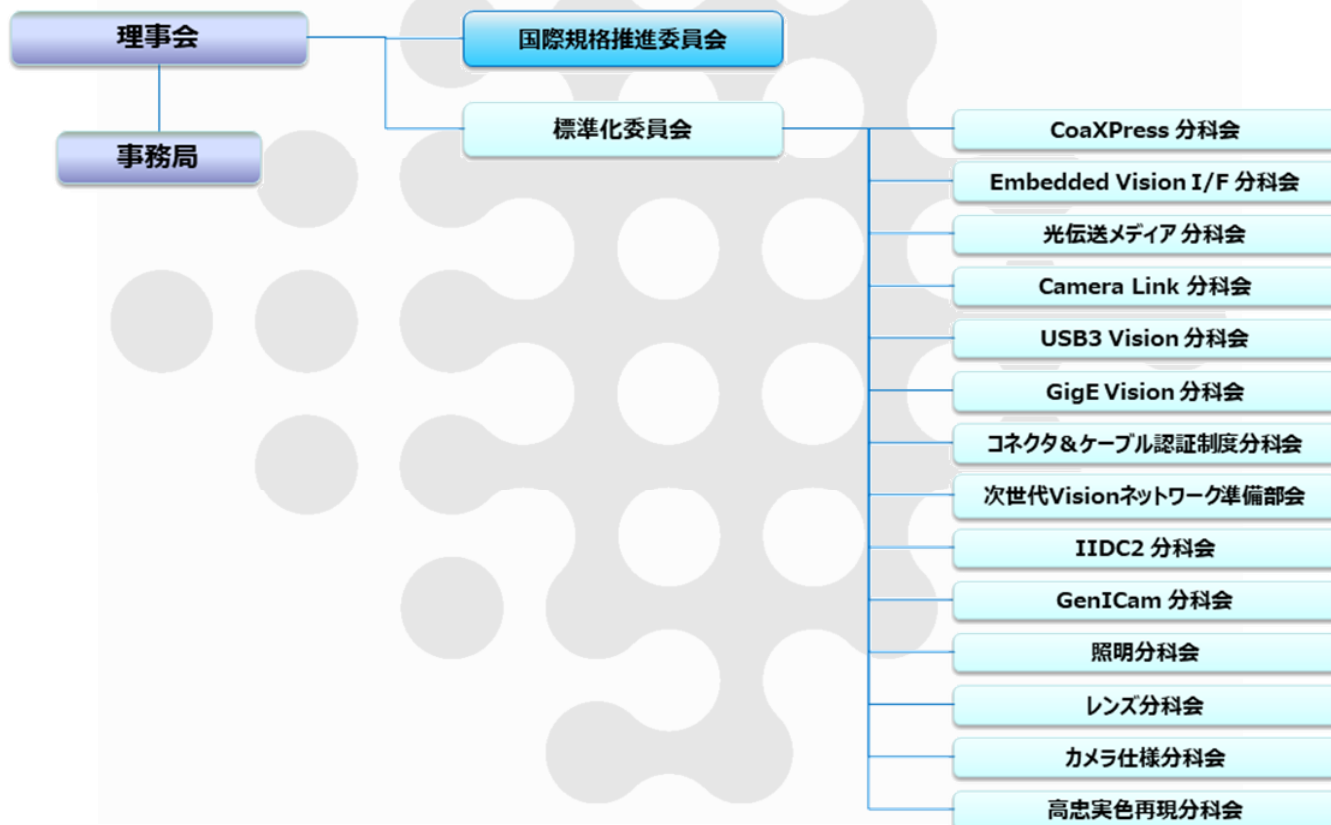 理事会
事務局
国際規格推進委員会
標準化委員会
CoaXPress 分科会
Embedded Vision I/F 分科会
光伝送メディア 分科会
Camera Link 分科会
USB3 Vision 分科会
GigE Vision 分科会
コネクタ＆ケーブル認証制度分科会
次世代Visionネットワーク準備部会
IIDC2 分科会
GenICam 分科会
照明分科会
レンズ分科会
カメラ仕様分科会
高忠実色再現分科会